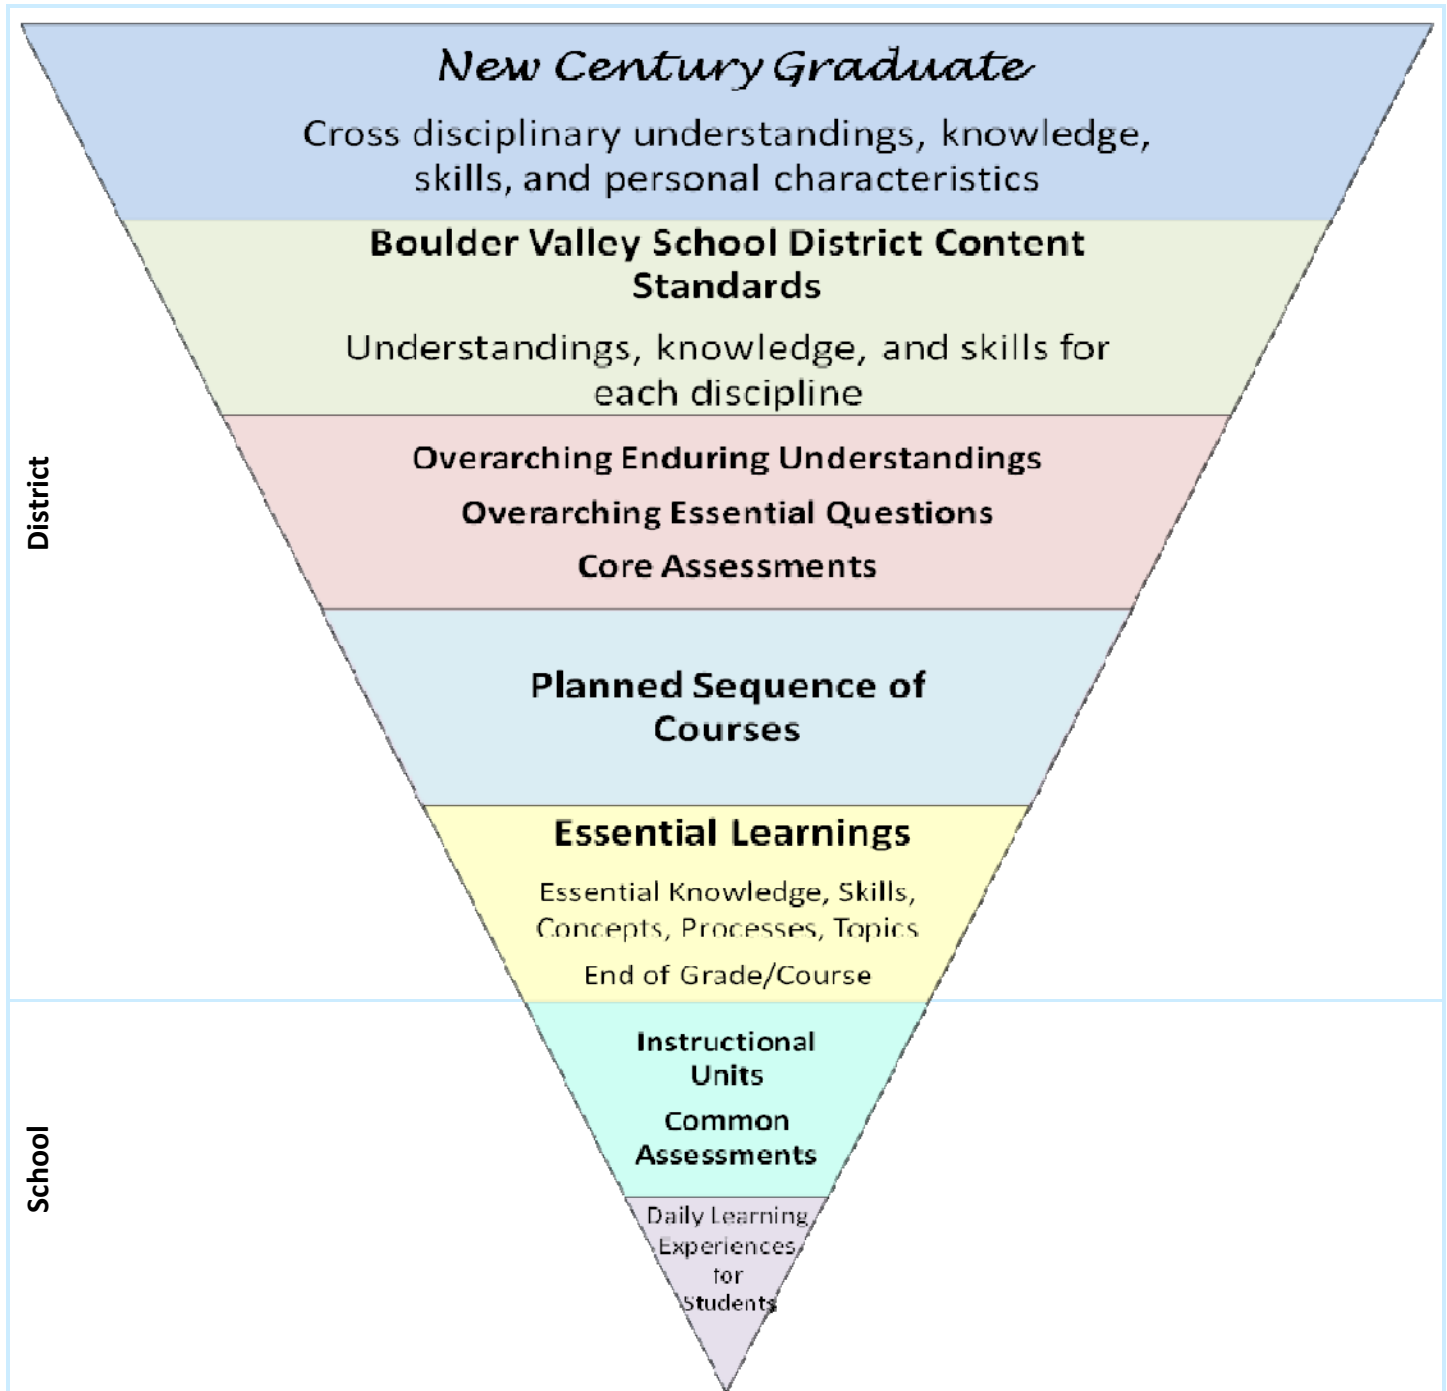 New Century Graduate
Cross disciplinary understandings, knowledge,
skills, and personal characteristics
Boulder Valley School District Content
Standards
Understandings, knowledge, and skills for
each discipline
Overarching Enduring Understandings
Overarching Essential Questions
Core Assessments
Planned Sequence of
Courses
Essential Learnings
Essential Knowledge, Skills,
Concepts, Processes, Topics
End of Grade/Course
District
Instructional
Units
Common
Assessments
Daily Learning
Experiences
for
Students
School